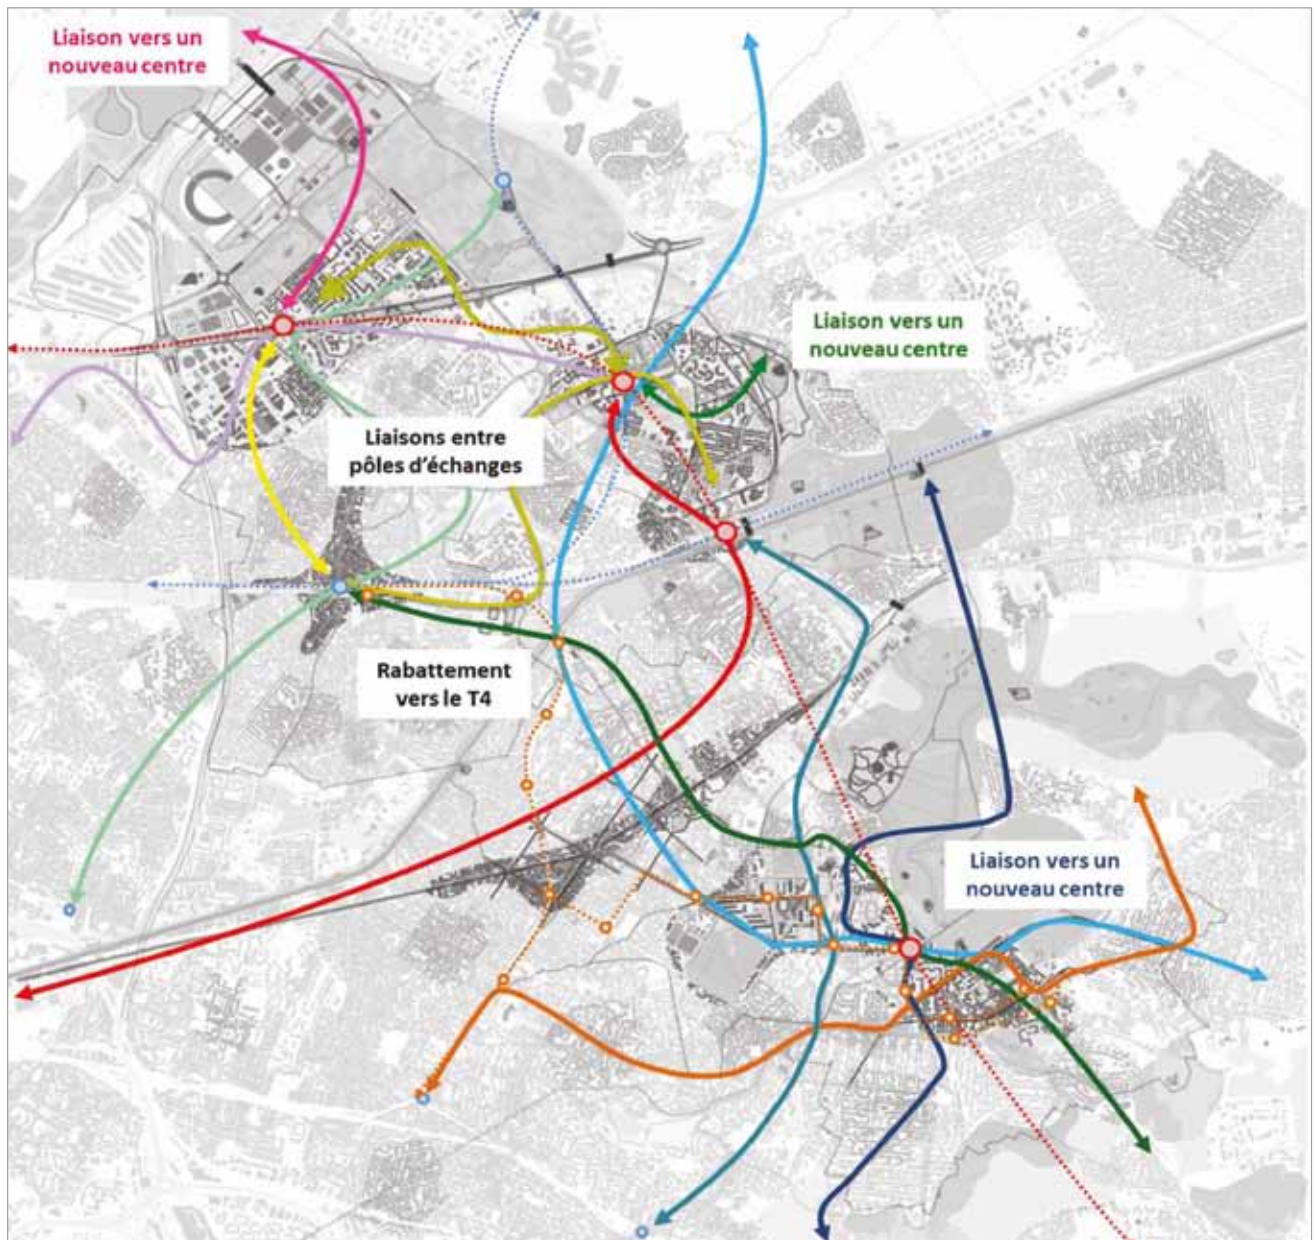 Liaison vers un
nouveau centre
Liaison vers un
nouveau centre
Liaisons entre
pôles d'échanges
Rabattement
vers le T4
Liaison vers un
nouveau centre